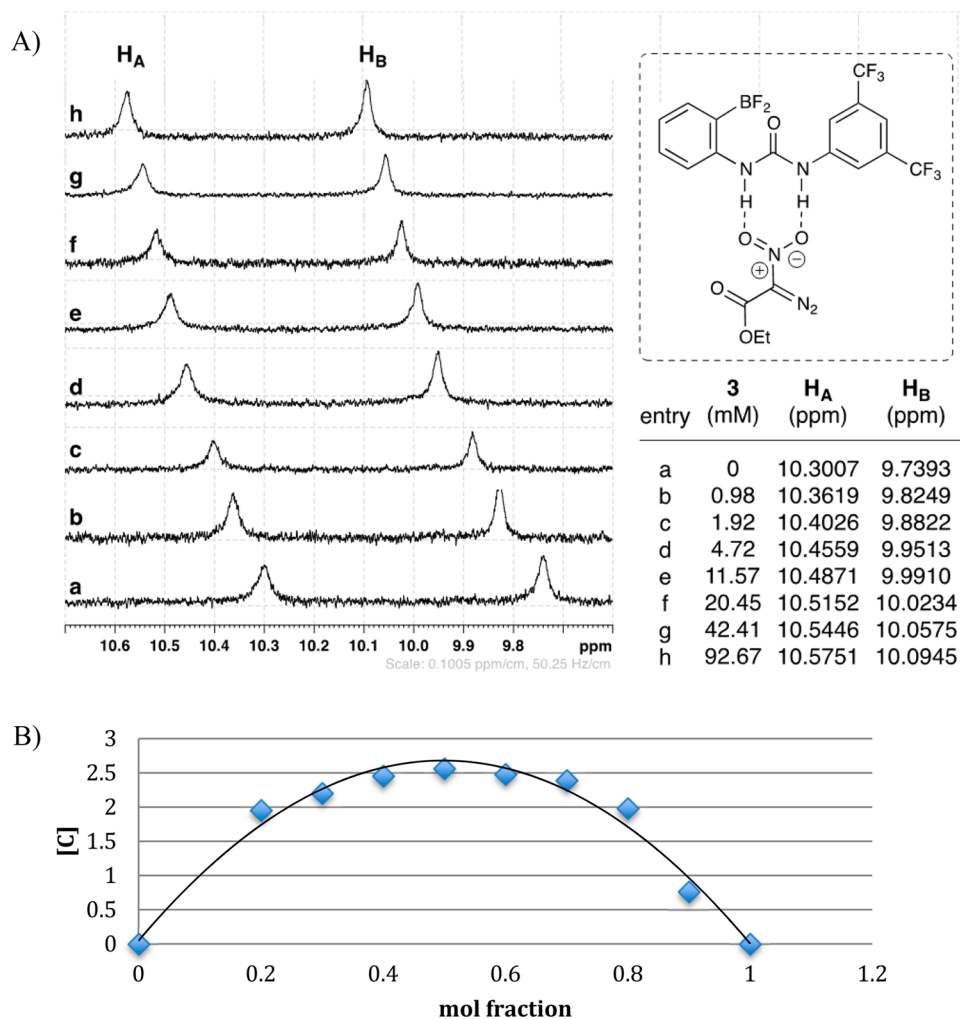 A)
H_A H_B
h
g
f
e
d
c
b
a
10.6 10.5 10.4 10.3 10.2 10.1 10.0 9.9 9.8 ppm
Scale: 0.1005 ppm/cm, 50.25 Hz/cm
CF3
BF2
O
N N
CF3
H H
O O
N
⊕ ⊖
O
N2
OEt
3 H_A H_B
entry (mM) (ppm) (ppm)
a 0 10.3007 9.7393
b 0.98 10.3619 9.8249
c 1.92 10.4026 9.8822
d 4.72 10.4559 9.9513
e 11.57 10.4871 9.9910
f 20.45 10.5152 10.0234
g 42.41 10.5446 10.0575
h 92.67 10.5751 10.0945
B)
3
2.5
2
1.5
1
0.5
0
[C]
0 0.2 0.4 0.6 0.8 1 1.2
mol fraction